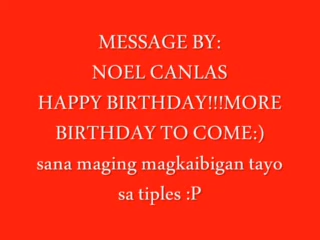 MESSAGE BY:
NOEL CANLAS
HAPPY BIRTHDAY!!!MORE
BIRTHDAY TO COME:)
sana maging magkaibigan tayo
sa tiples :P